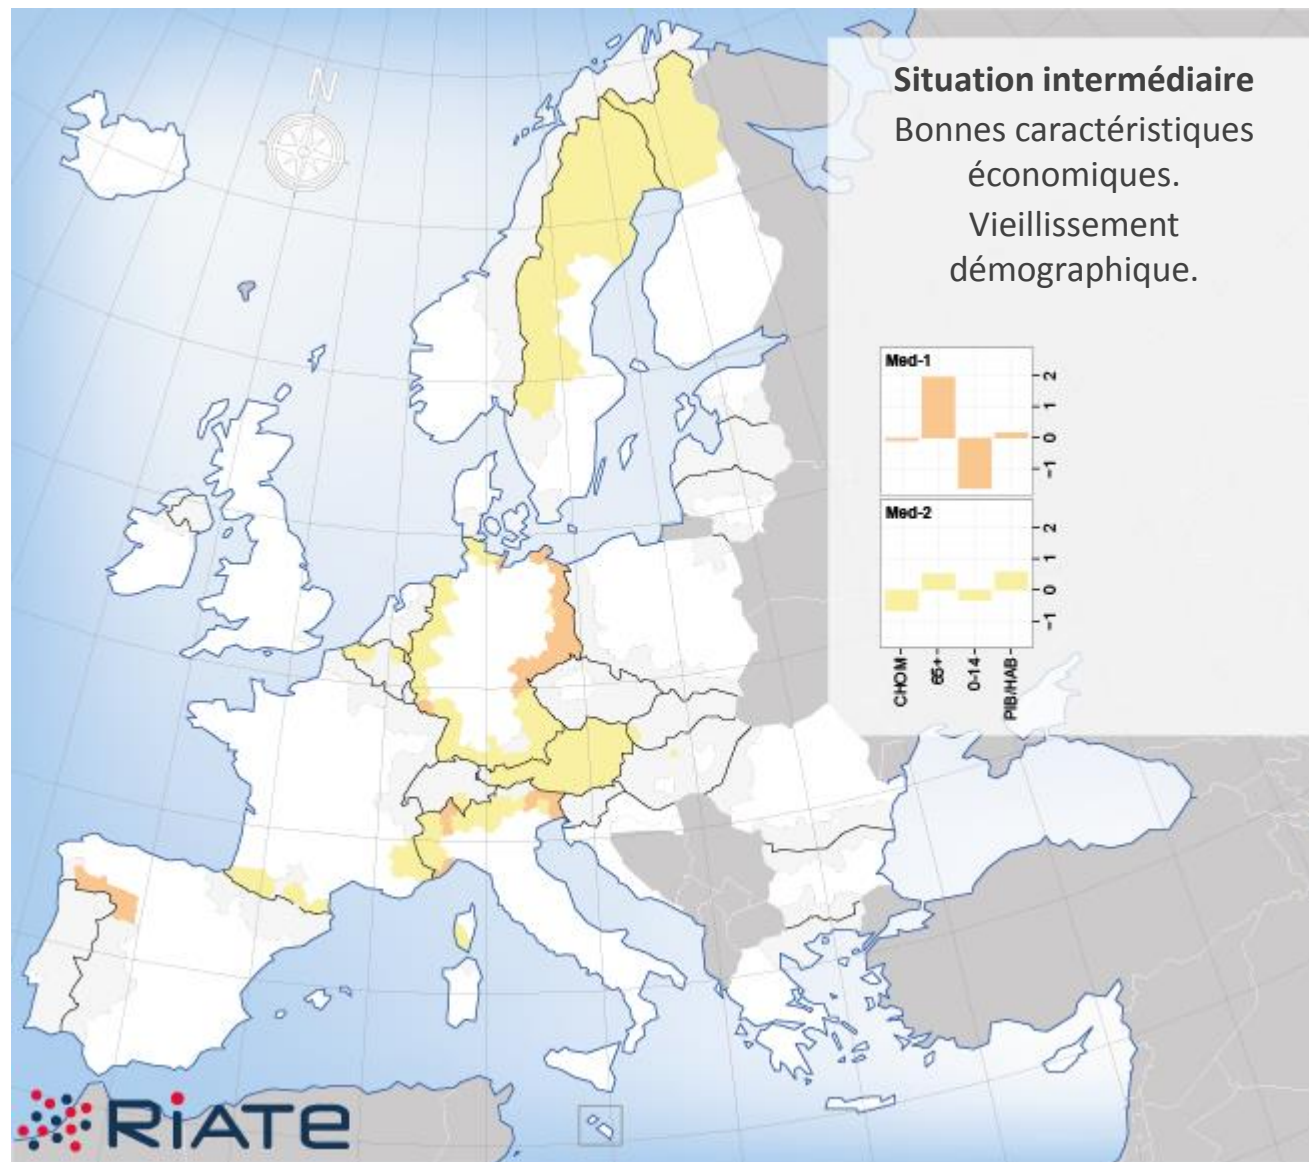 N
Situation intermédiaire
Bonnes caractéristiques
économiques.
Vieillissement
démographique.
Med-1
2
1
0
-1
Med-2
2
1
0
-1
CHOM
65+
0-14
PIB/HAB
RiATe